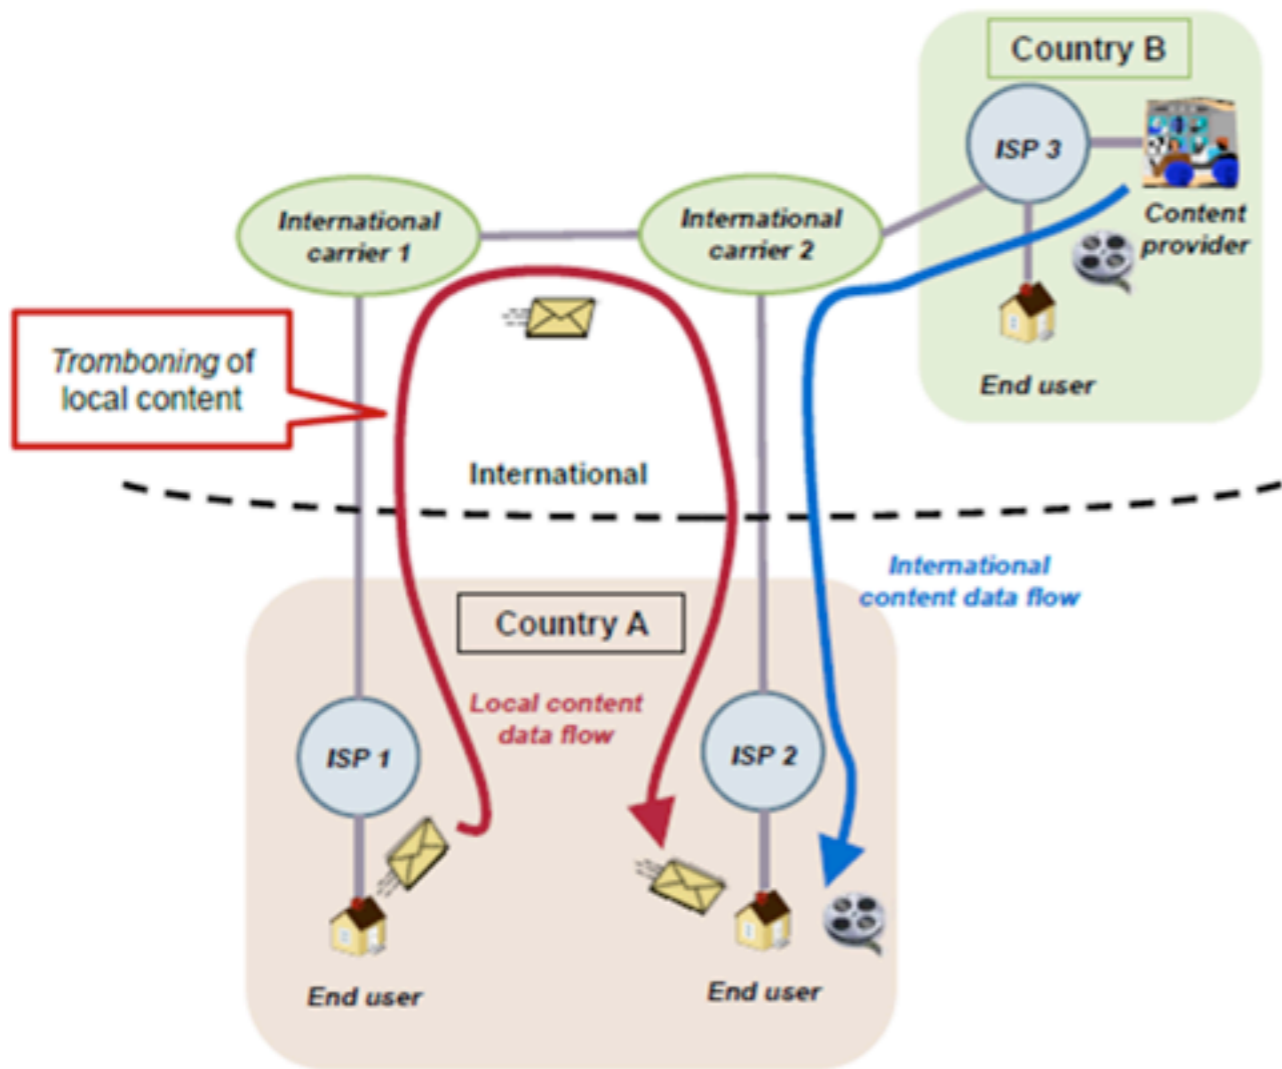 Country B
ISP 3
Content
provider
End user
International
carrier 1
International
carrier 2
Tromboning of
local content
International
International
content data flow
Country A
Local content
data flow
ISP 1
ISP 2
End user
End user